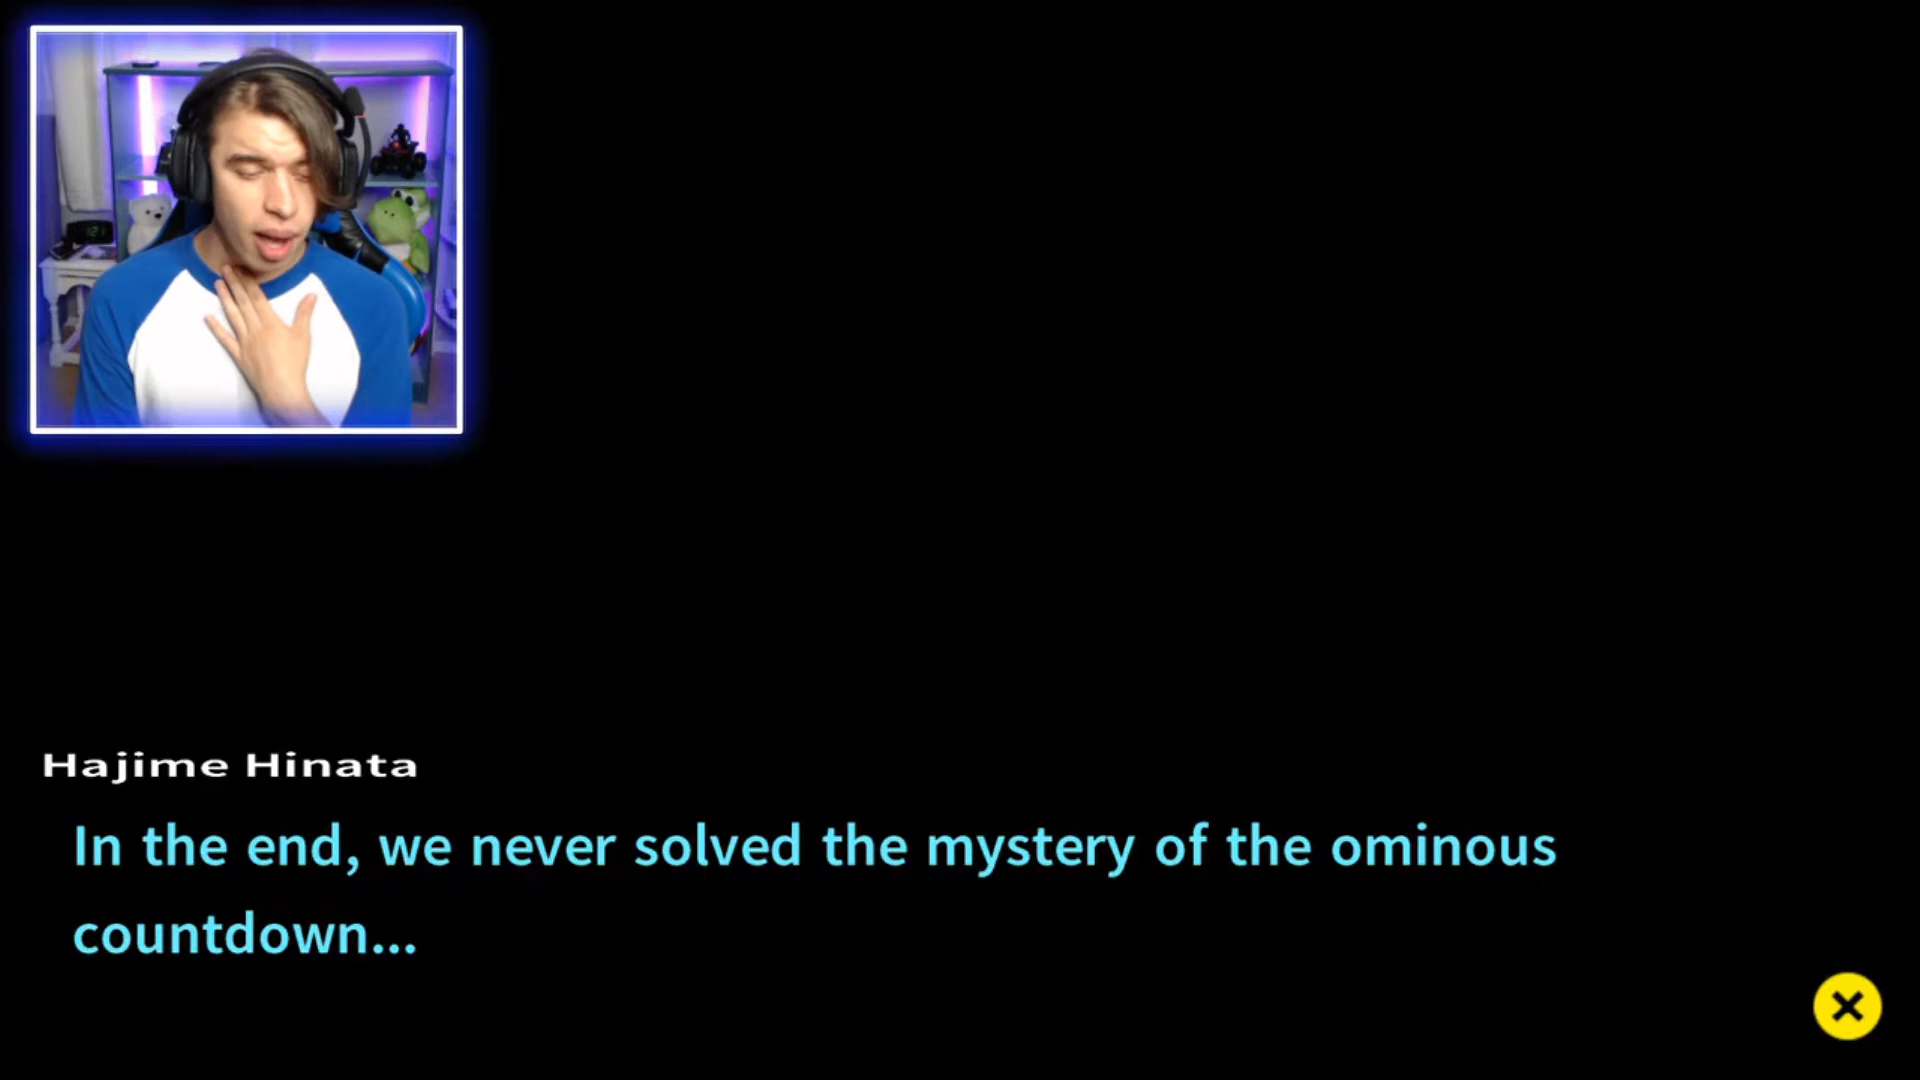 Hajime Hinata
In the end, we never solved the mystery of the ominous
countdown...